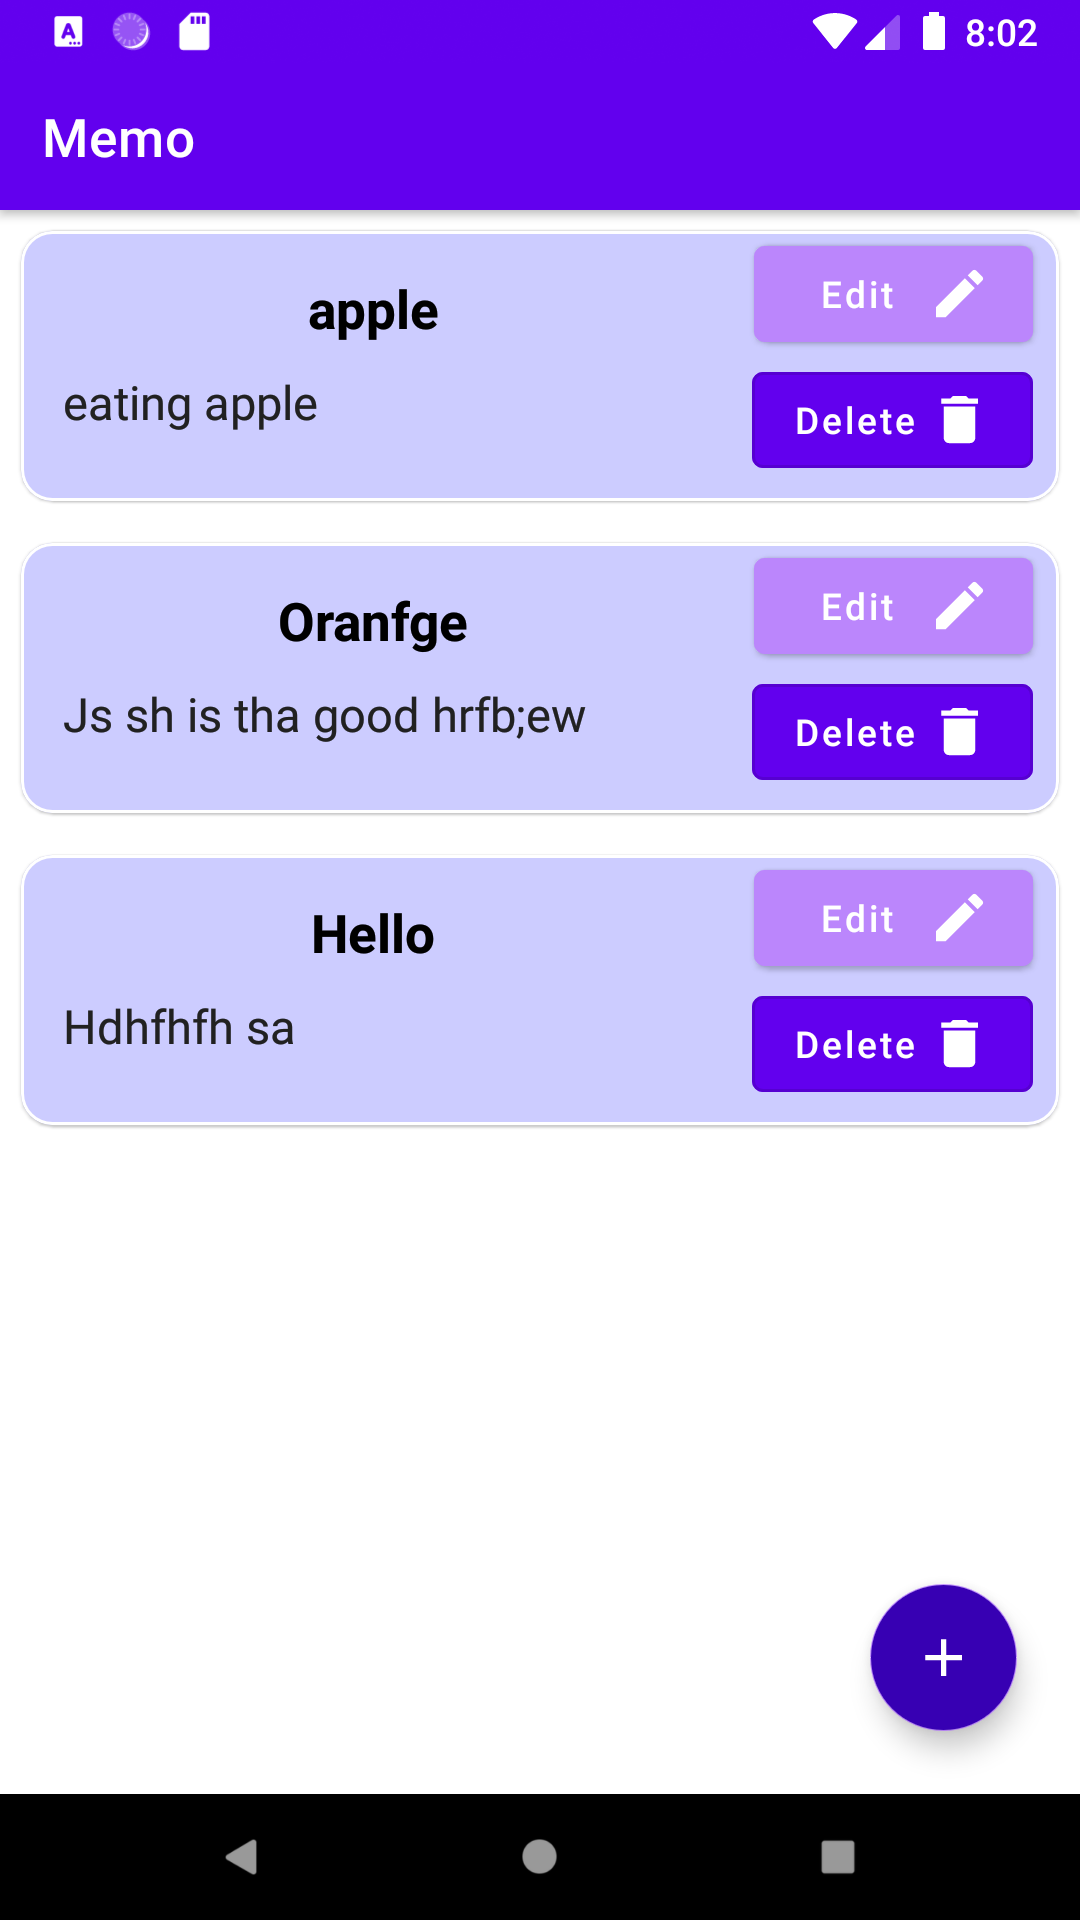 8:02
Memo
apple
Edit
eating apple
Delete
Oranfge
Edit
Js sh is tha good hrfb;ew
Delete
Hello
Edit
Hdhfhfh sa
Delete